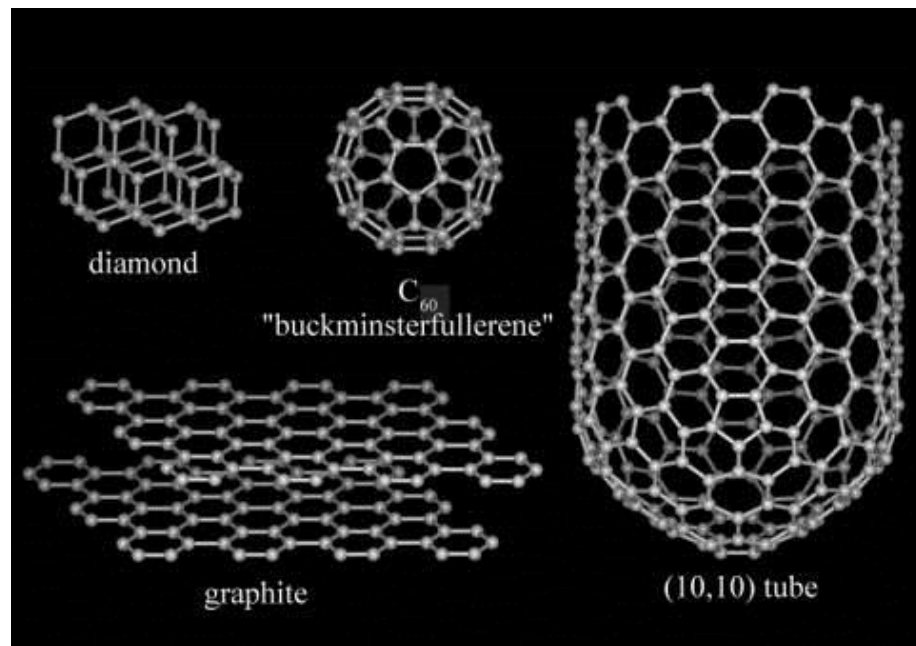 diamond
C₆₀
"buckminsterfullerene"
graphite
(10,10) tube